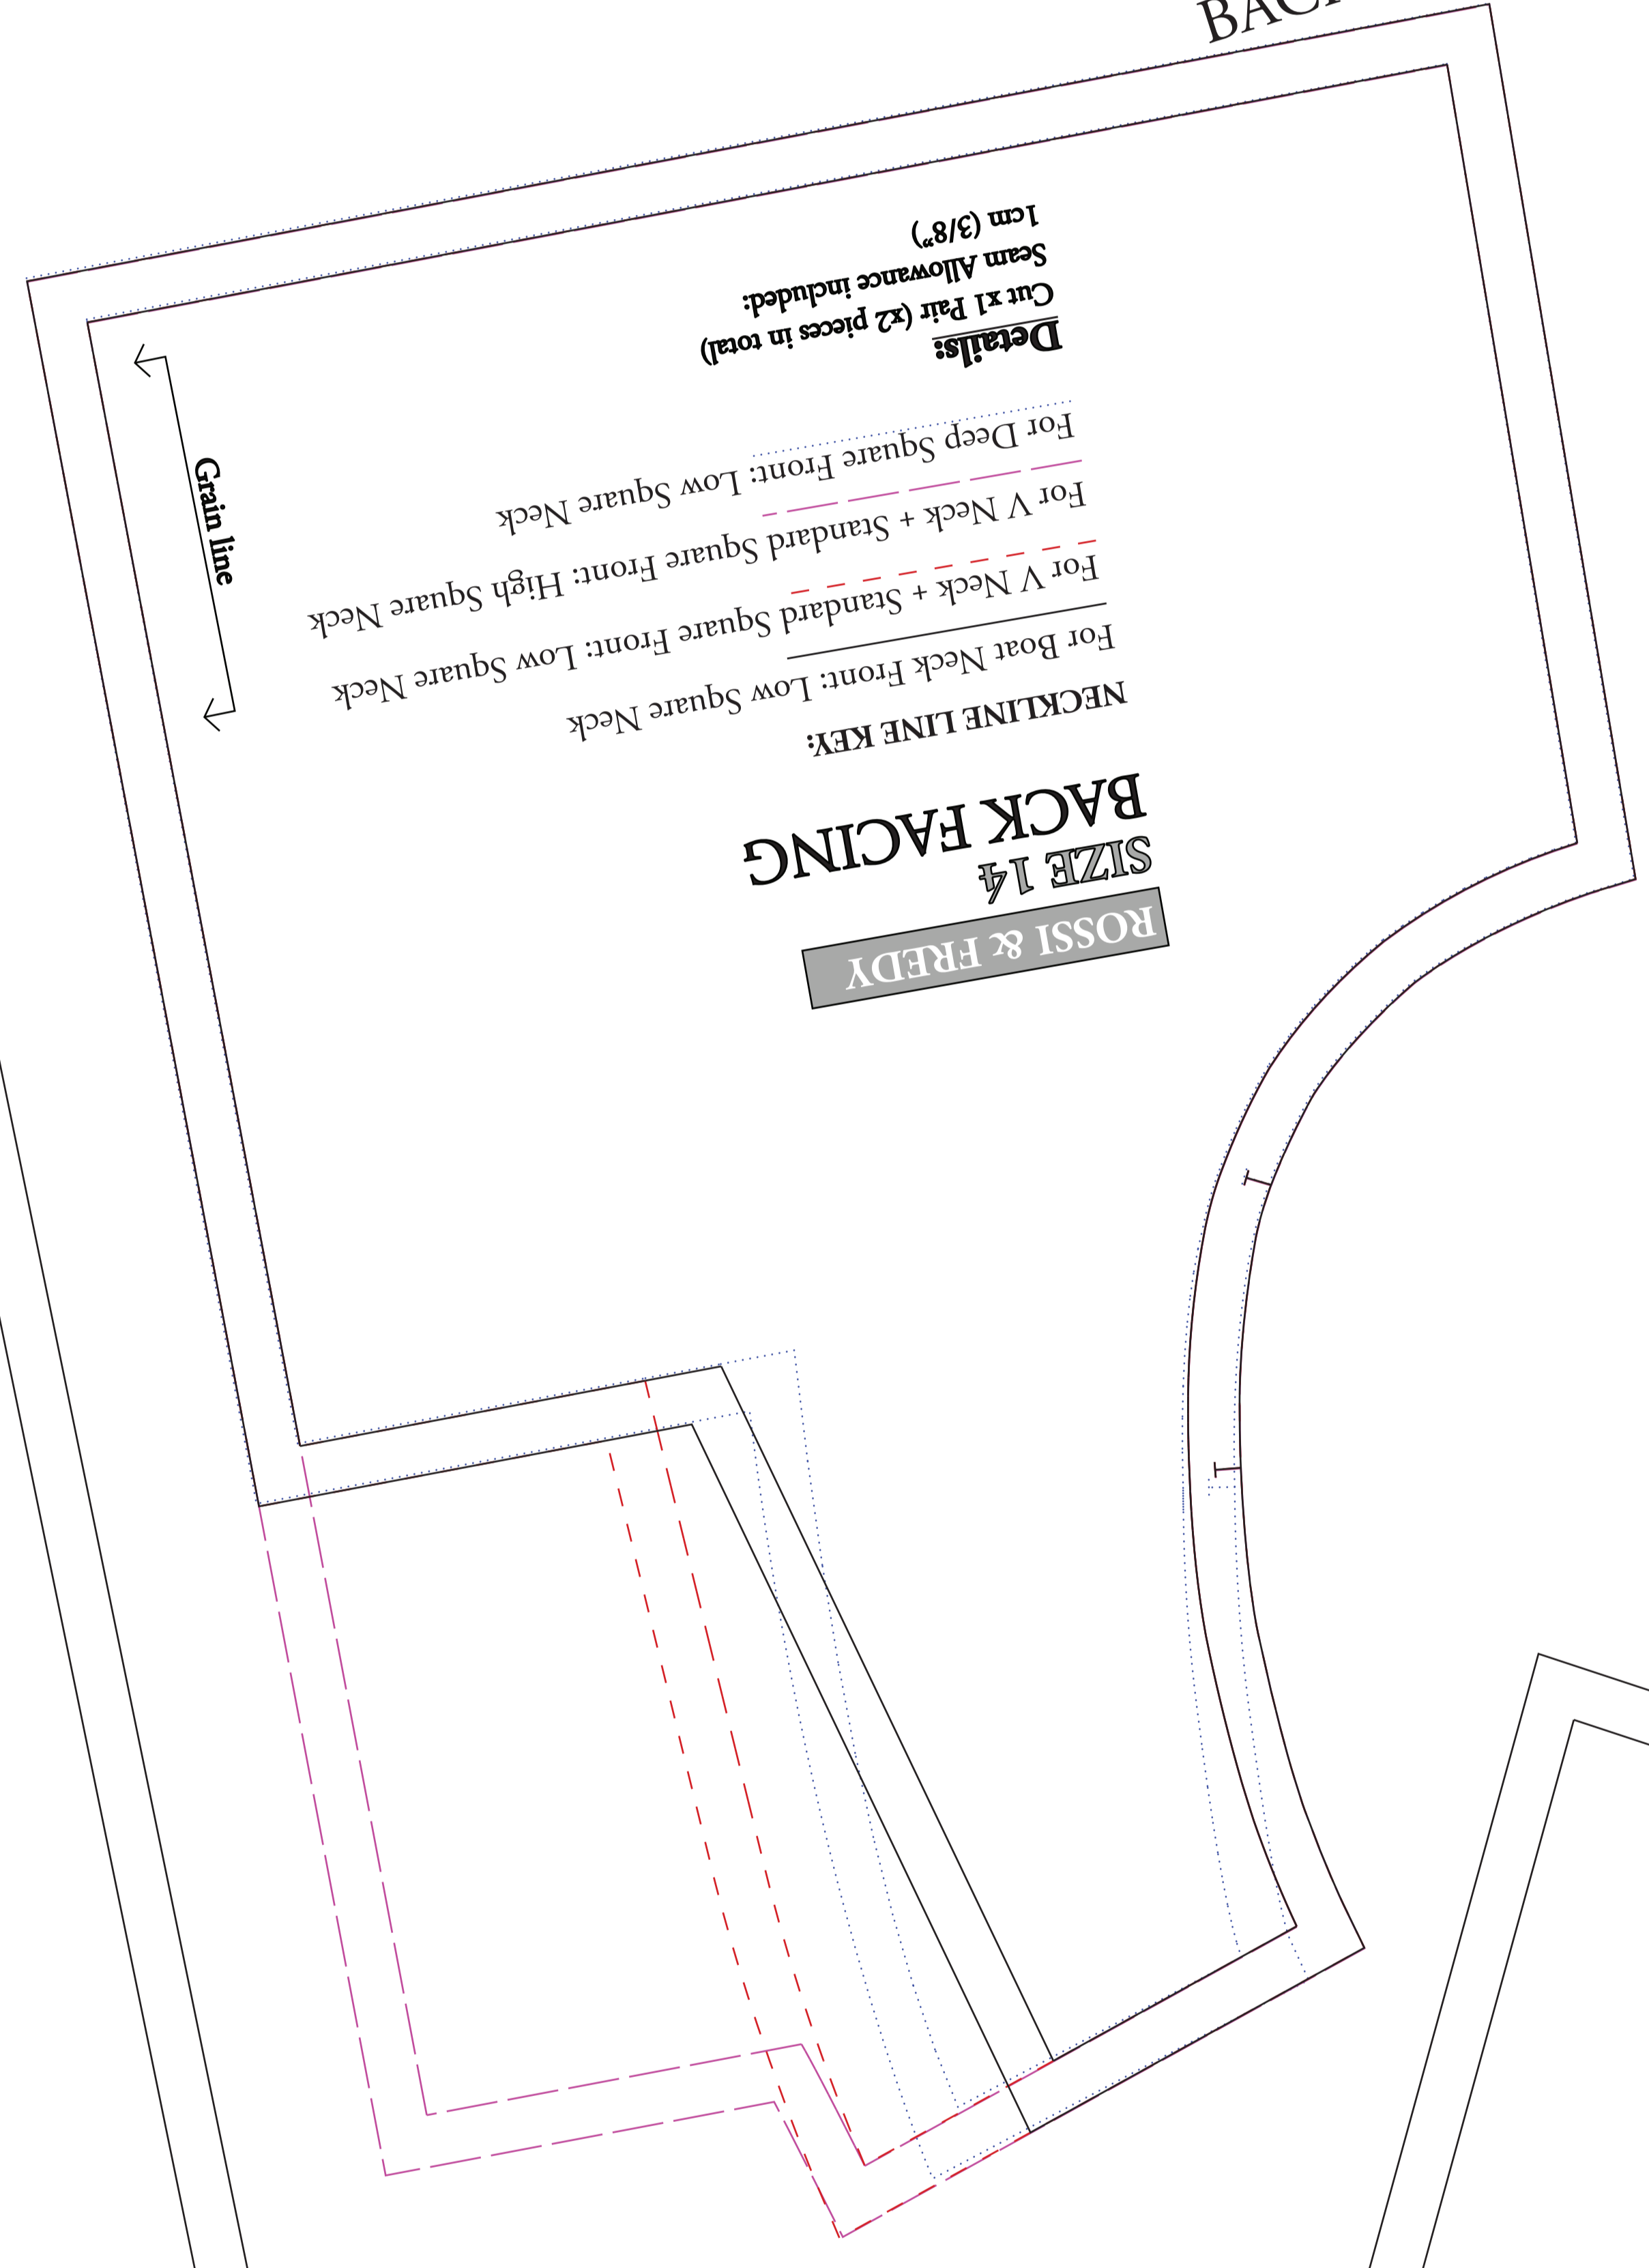 ROSSI & FREDY
SIZE 14
BACK FACING
NECKLINE LINE KEY:
For Boat Neck Front: Low Square Neck
For V Neck + Standard Square Front: Low Square Neck
For V Neck + Standard Square Front: High Square Neck
For Deep Square Front: Low Square Neck
Details:
Cut x1 Pair (x2 pieces in total)
Seam Allowance included:
1cm (3/8”)
Grain line